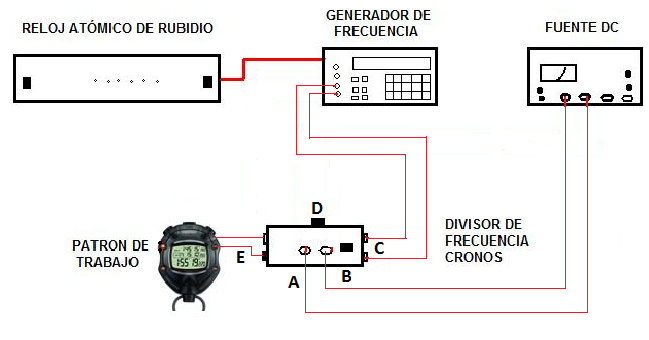 RELOJ ATÓMICO DE RUBIDIO
GENERADOR DE
FRECUENCIA
FUENTE DC
PATRON DE
TRABAJO
E
D
A
B
C
DIVISOR DE
FRECUENCIA
CRONOS